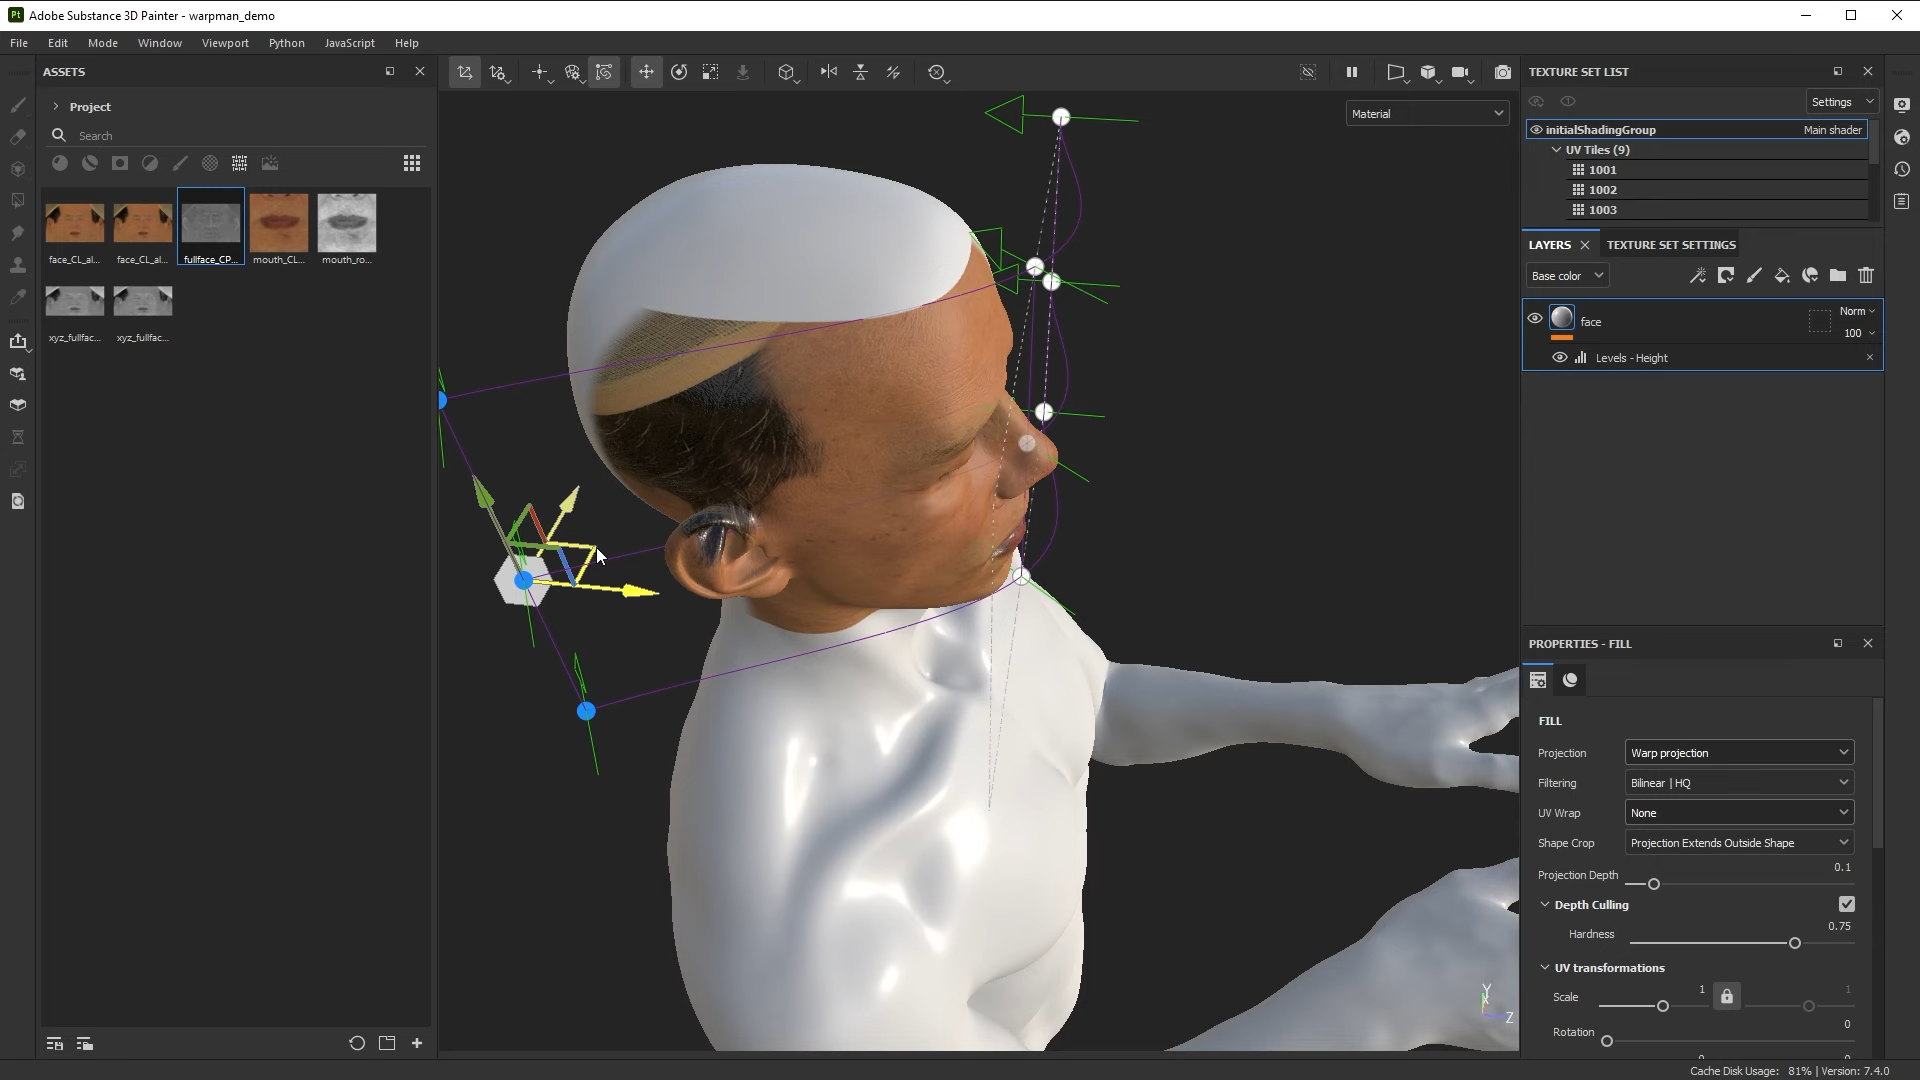 Pt Adobe Substance 3D Painter - warpman_demo
File Edit Mode Window Viewport Python JavaScript Help
ASSETS
Project
Search
face_CL_al...
face_CL_al...
fullface_CP...
mouth_CL...
mouth_ro...
xyz_fullfac...
xyz_fullfac...
Material
Y
X
Z
TEXTURE SET LIST
Settings
initialShadingGroup Main shader
UV Tiles (9)
1001
1002
1003
LAYERS
TEXTURE SET SETTINGS
Base color
face
Norm
100
Levels - Height
PROPERTIES - FILL
FILL
Projection Warp projection
Filtering Bilinear | HQ
UV Wrap None
Shape Crop Projection Extends Outside Shape
Projection Depth 0.1
Depth Culling
Hardness 0.75
UV transformations
Scale 1 1
Rotation 0
Cache Disk Usage: 81% | Version: 7.4.0